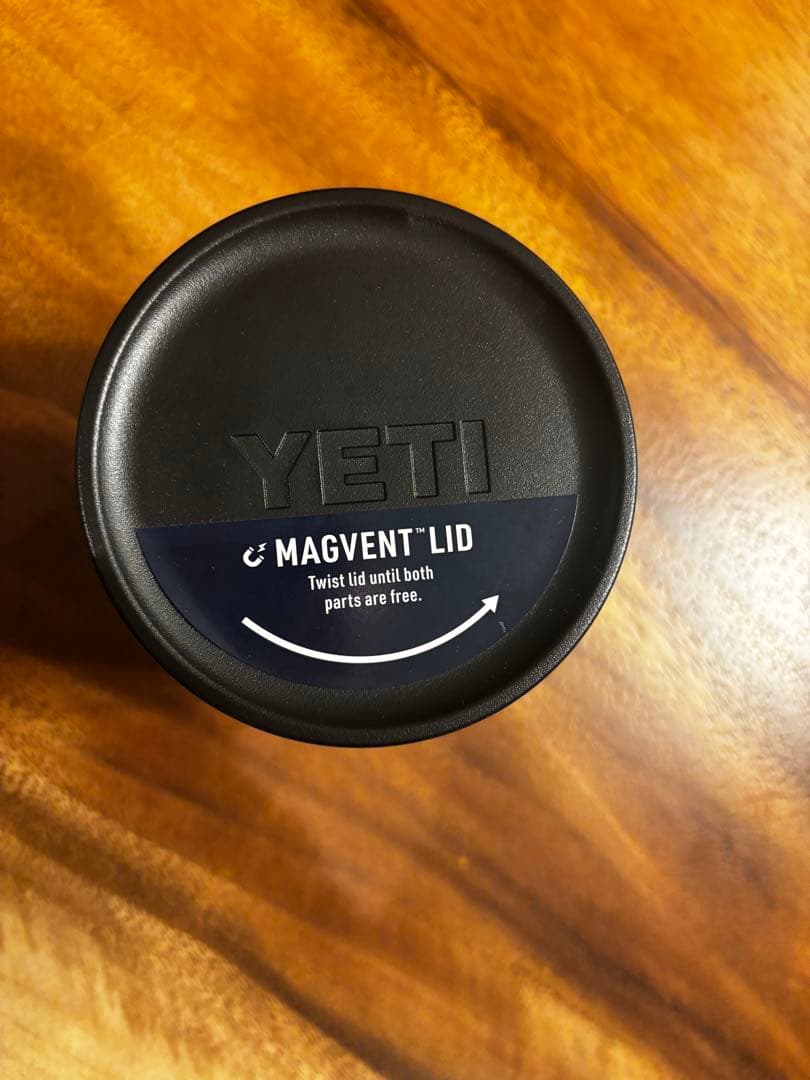 YETI
MAGVENT™ LID
Twist lid until both
parts are free.